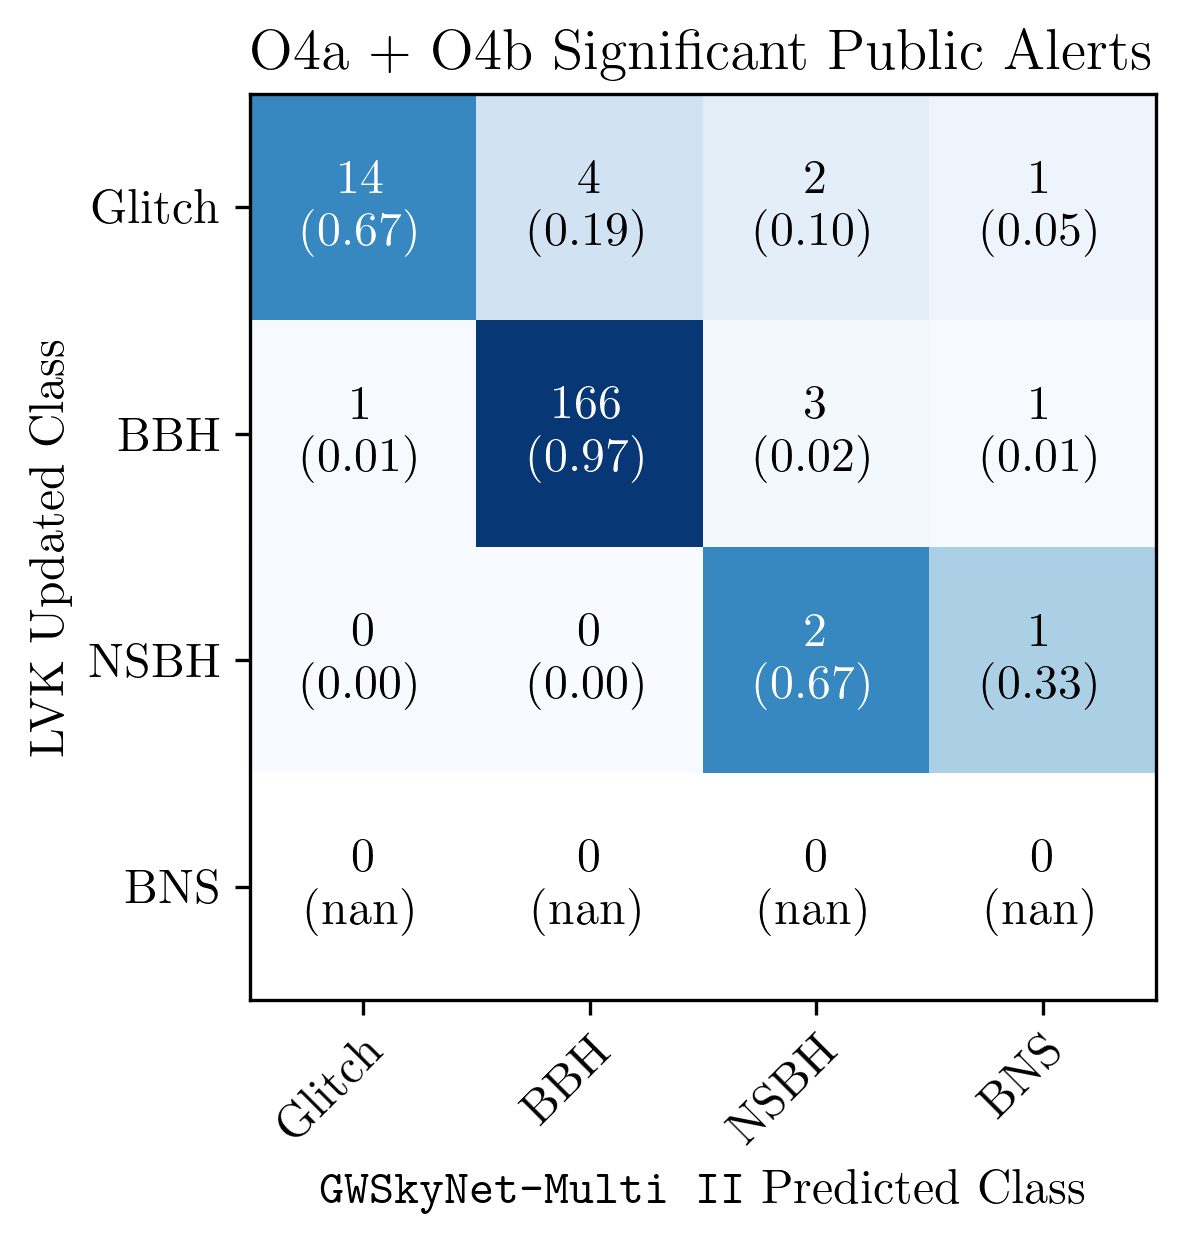 O4a + O4b Significant Public Alerts
LVK Updated Class
Glitch
14
(0.67)
4
(0.19)
2
(0.10)
1
(0.05)
BBH
1
(0.01)
166
(0.97)
3
(0.02)
1
(0.01)
NSBH
0
(0.00)
0
(0.00)
2
(0.67)
1
(0.33)
BNS
0
(nan)
0
(nan)
0
(nan)
0
(nan)
Glitch
BBH
NSBH
BNS
GWSkyNet-Multi II Predicted Class